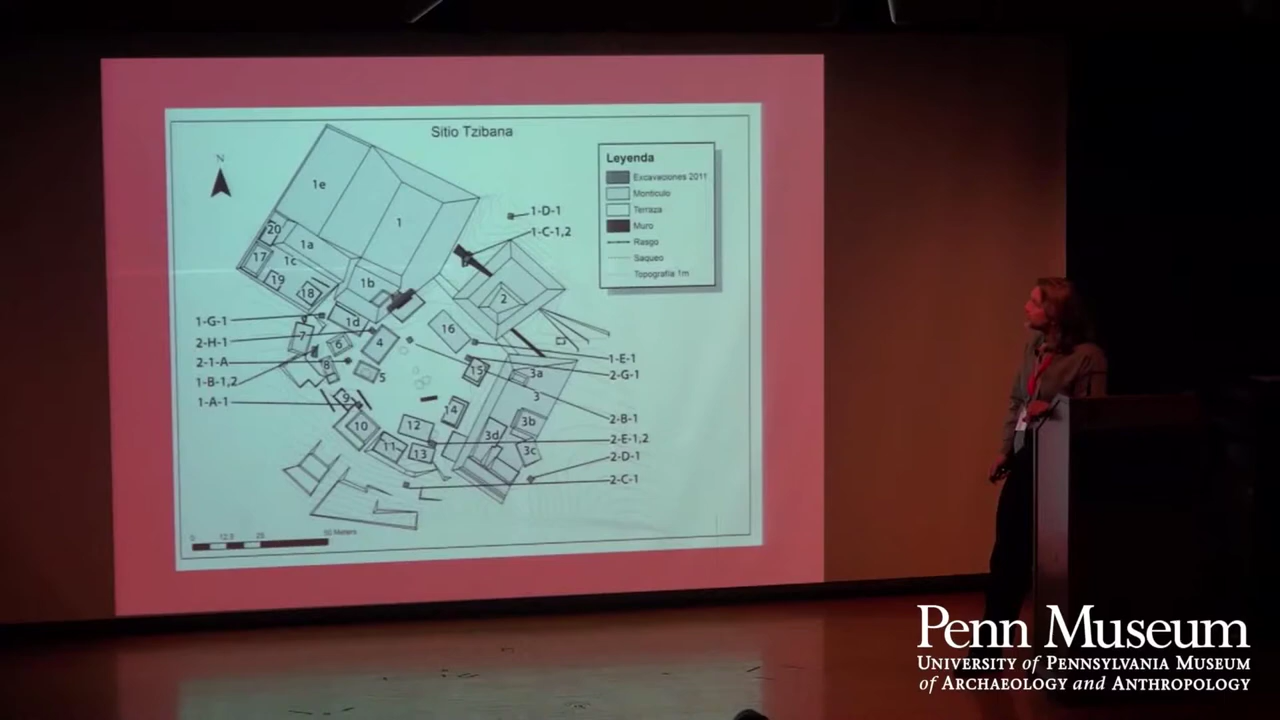 Sitio Tzibana
N
Leyenda
Excavaciones 2011
Monticulo
Terraza
Muro
Rasgo
Saqueo
Topografia 1m
1e
1
1-D-1
1-C-1,2
20
1a
17
1c
19
18
1b
2
1d
16
1-G-1
2-H-1
2-1-A
1-B-1,2
1-A-1
7
6
4
8
5
15
3a
3
9
10
14
12
11
13
3b
3d
3c
1-E-1
2-G-1
2-B-1
2-E-1,2
2-D-1
2-C-1
0 12,5 25 50 Meters
Penn Museum
UNIVERSITY of PENNSYLVANIA MUSEUM
of ARCHAEOLOGY and ANTHROPOLOGY